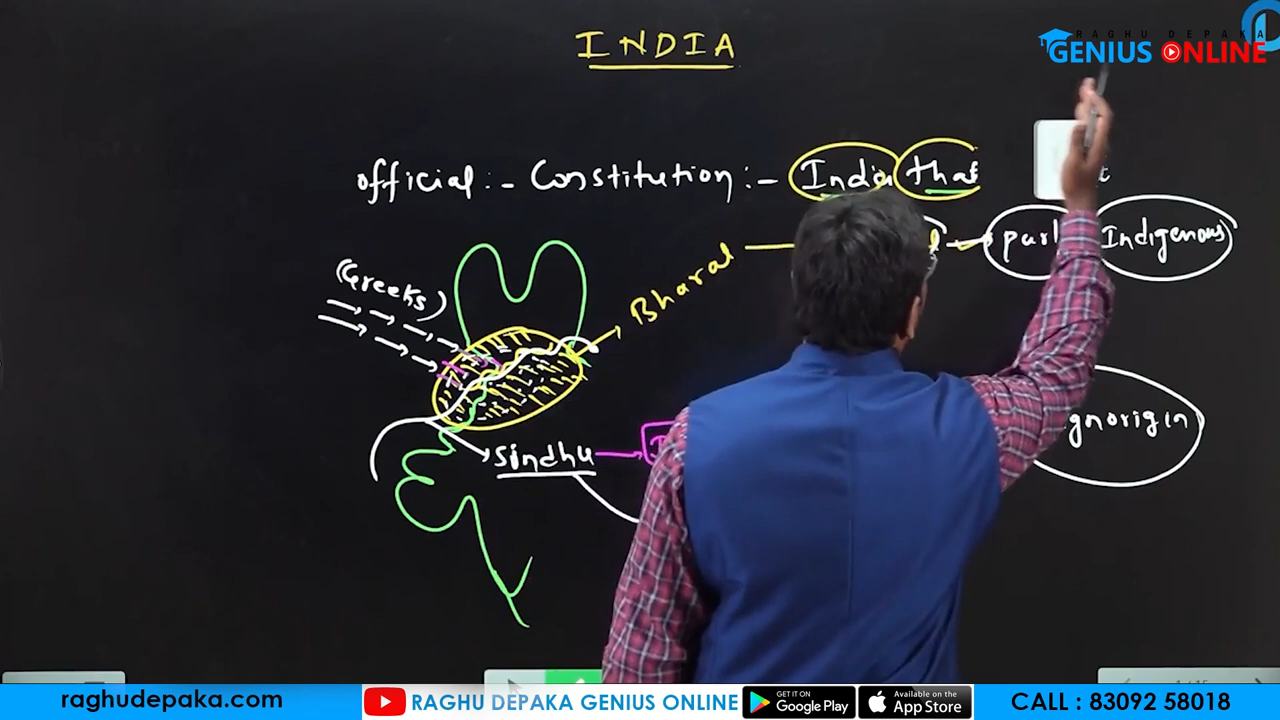 INDIA
RAGHU DEPAKA
GENIUS ONLINE
official :- Constitution :- India that
(Greeks)
Bharat
Indigenous
Sindhu
raghudepaka.com
RAGHU DEPAKA GENIUS ONLINE
GET IT ON
Google Play
Available on the
App Store
CALL : 83092 58018